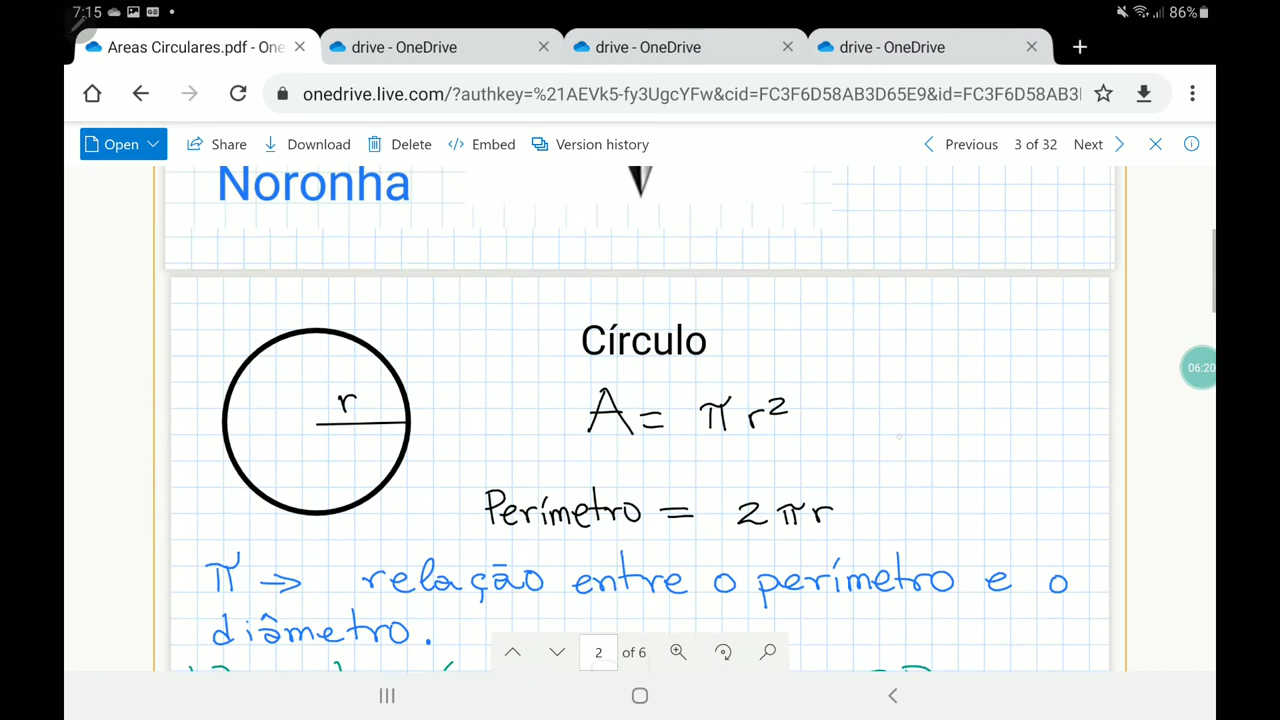 7:15
86%
Areas Circulares.pdf - One
drive - OneDrive
drive - OneDrive
drive - OneDrive
onedrive.live.com/?authkey=%21AEVk5-fy3UgcYFw&cid=FC3F6D58AB3D65E9&id=FC3F6D58AB3
Open Share Download Delete Embed Version history Previous 3 of 32 Next
Noronha
Círculo
r
A = π r²
06:20
Perímetro = 2πr
π → relação entre o perímetro e o
diâmetro.
2 of 6